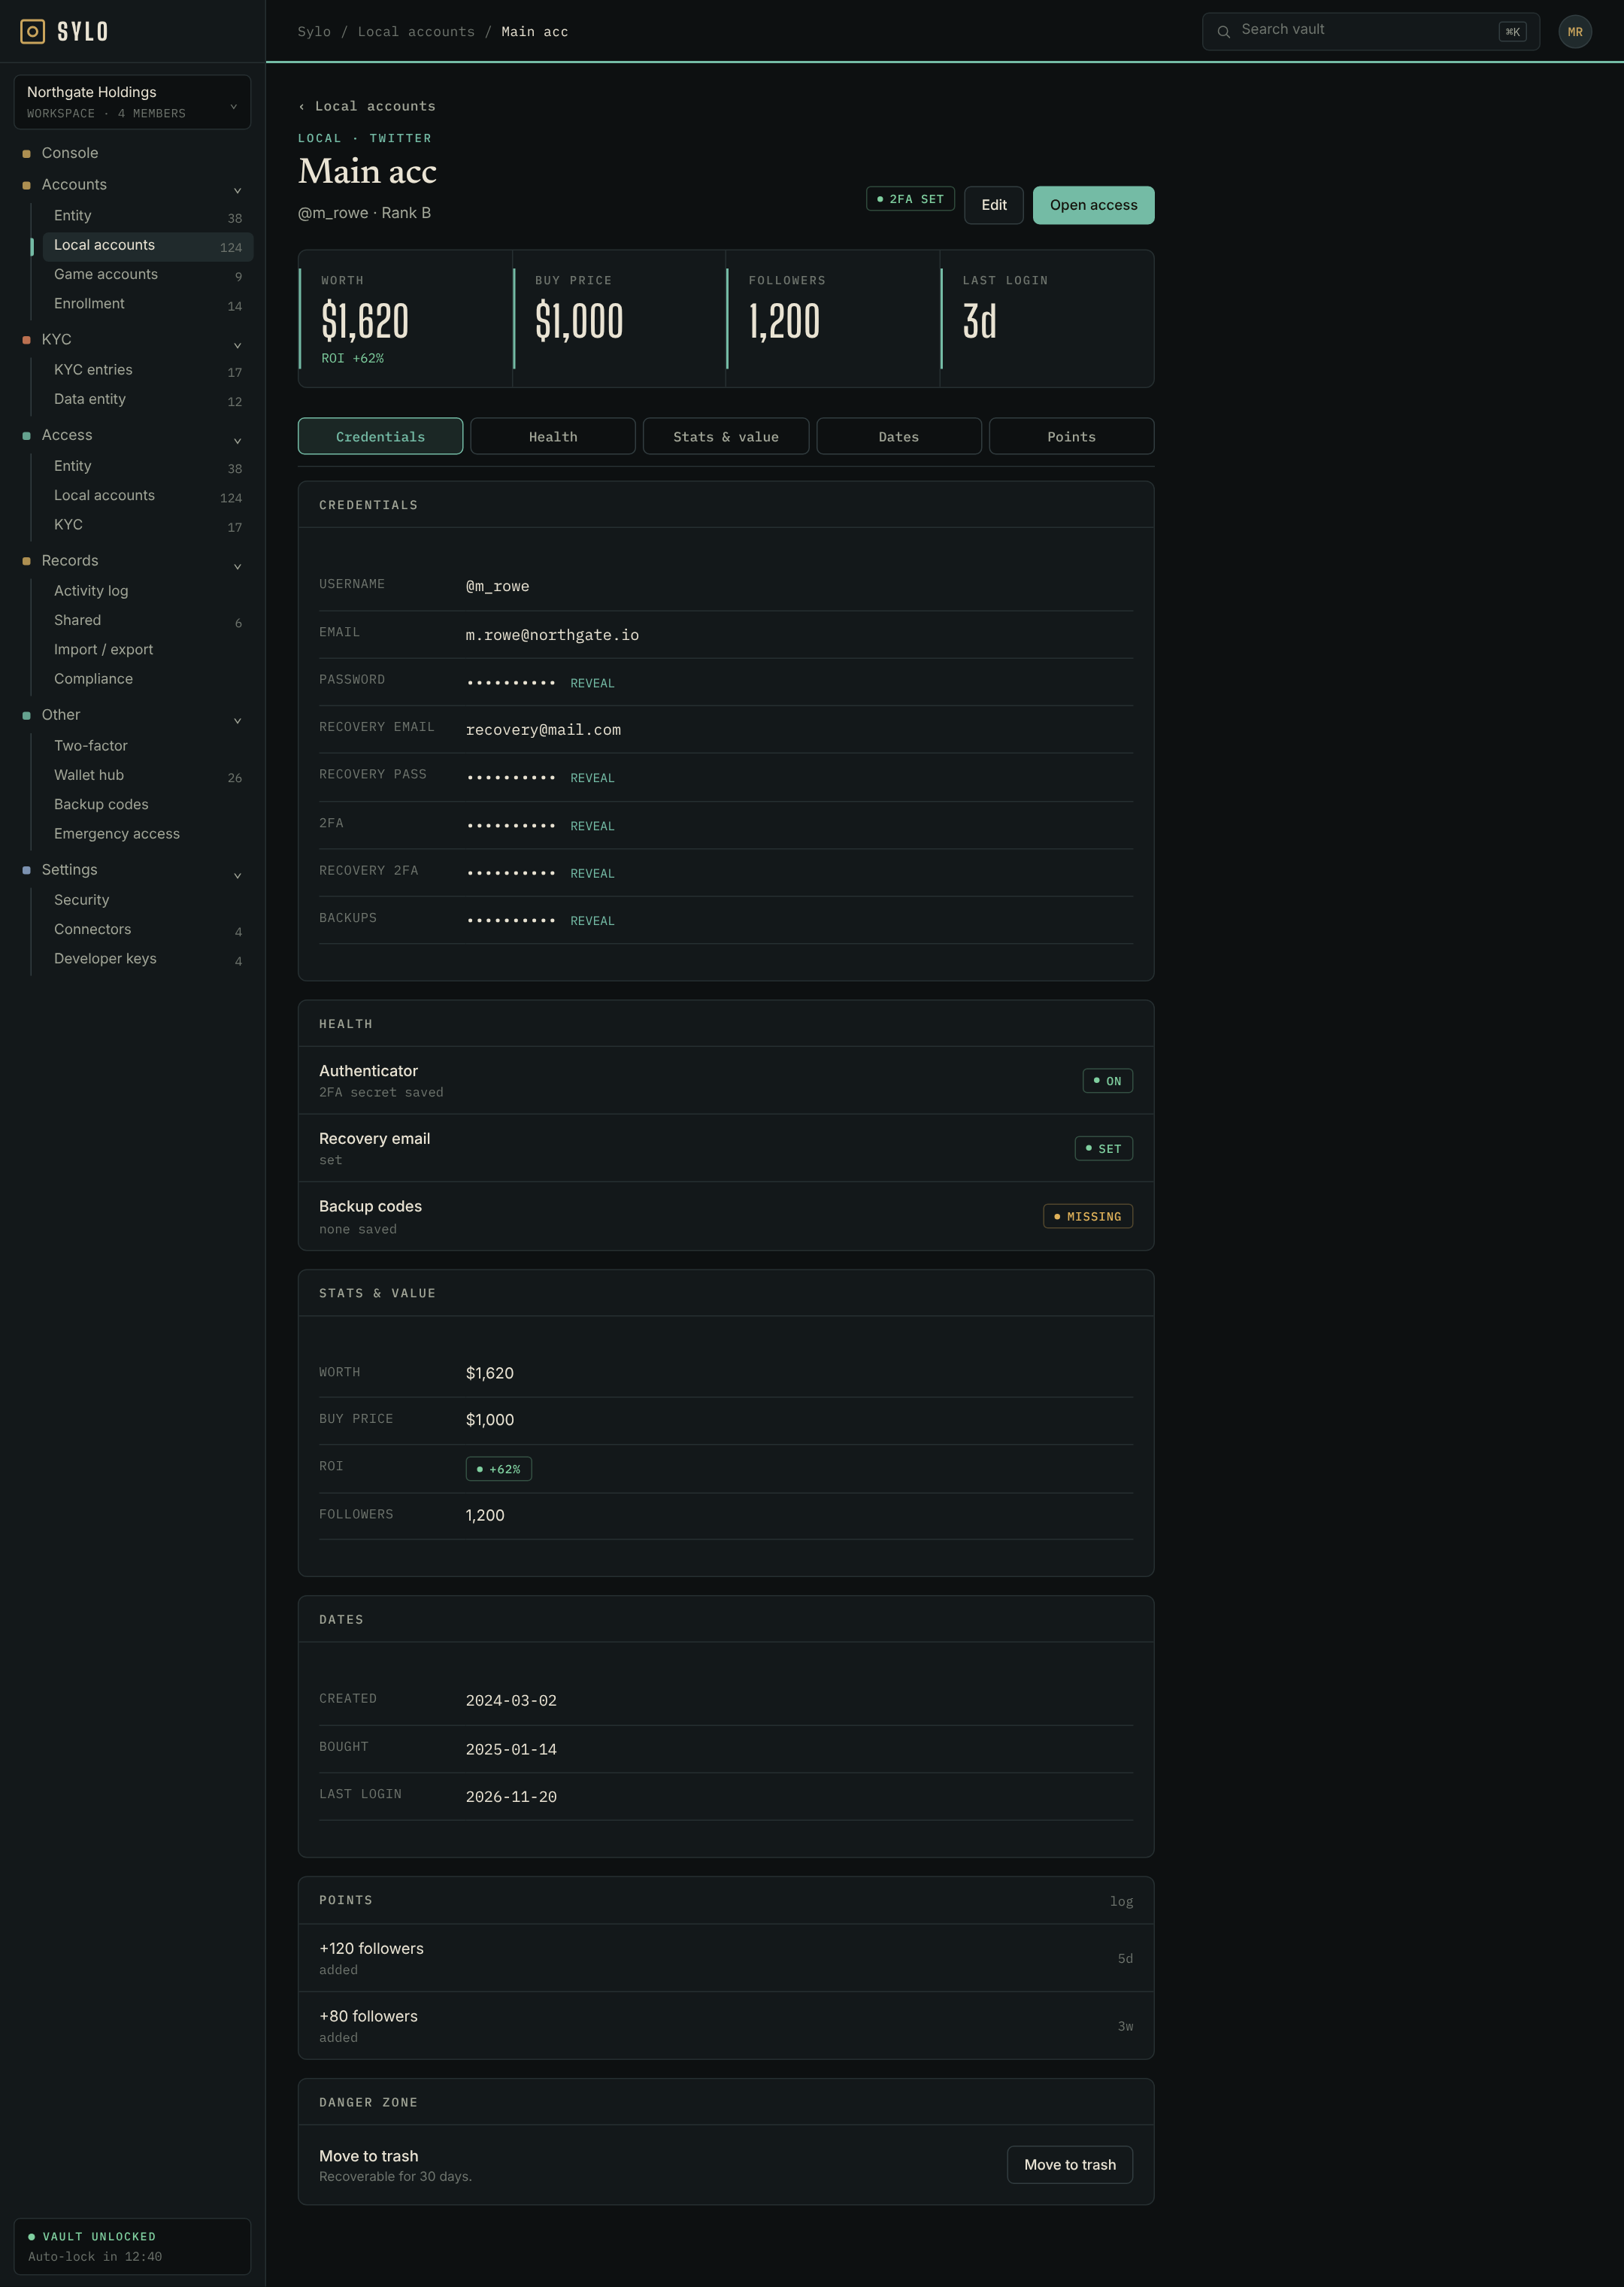 SYLO
Northgate Holdings
WORKSPACE · 4 MEMBERS
Console
Accounts
Entity 38
Local accounts 124
Game accounts 9
Enrollment 14
KYC
KYC entries 17
Data entity 12
Access
Entity 38
Local accounts 124
KYC 17
Records
Activity log
Shared 6
Import / export
Compliance
Other
Two-factor
Wallet hub 26
Backup codes
Emergency access
Settings
Security
Connectors 4
Developer keys 4
VAULT UNLOCKED
Auto-lock in 12:40
Sylo / Local accounts / Main acc
Search vault ⌘K
MR
‹ Local accounts
LOCAL · TWITTER
Main acc
@m_rowe · Rank B
2FA SET
Edit
Open access
WORTH
$1,620
ROI +62%
BUY PRICE
$1,000
FOLLOWERS
1,200
LAST LOGIN
3d
Credentials
Health
Stats & value
Dates
Points
CREDENTIALS
USERNAME @m_rowe
EMAIL m.rowe@northgate.io
PASSWORD •••••••••• REVEAL
RECOVERY EMAIL recovery@mail.com
RECOVERY PASS •••••••••• REVEAL
2FA •••••••••• REVEAL
RECOVERY 2FA •••••••••• REVEAL
BACKUPS •••••••••• REVEAL
HEALTH
Authenticator
2FA secret saved
ON
Recovery email
set
SET
Backup codes
none saved
MISSING
STATS & VALUE
WORTH $1,620
BUY PRICE $1,000
ROI +62%
FOLLOWERS 1,200
DATES
CREATED 2024-03-02
BOUGHT 2025-01-14
LAST LOGIN 2026-11-20
POINTS log
+120 followers
added
5d
+80 followers
added
3w
DANGER ZONE
Move to trash
Recoverable for 30 days.
Move to trash